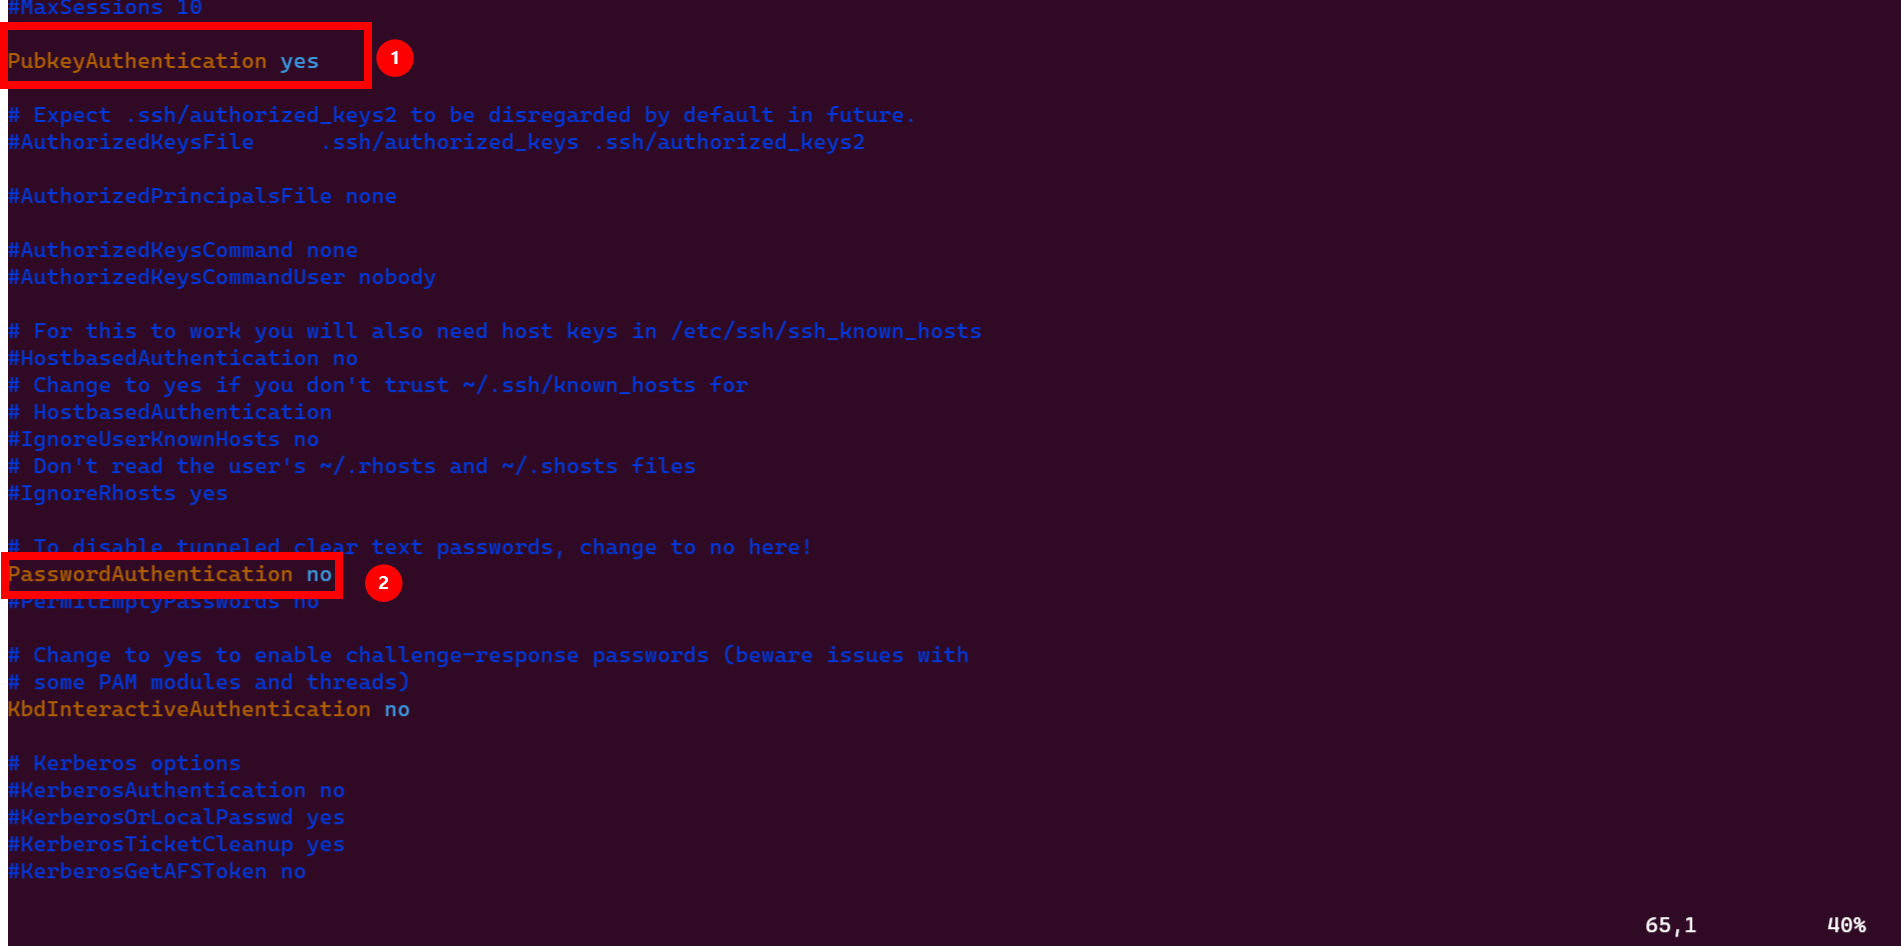 #MaxSessions 10
PubkeyAuthentication yes
1
# Expect .ssh/authorized_keys2 to be disregarded by default in future.
#AuthorizedKeysFile     .ssh/authorized_keys .ssh/authorized_keys2
#AuthorizedPrincipalsFile none
#AuthorizedKeysCommand none
#AuthorizedKeysCommandUser nobody
# For this to work you will also need host keys in /etc/ssh/ssh_known_hosts
#HostbasedAuthentication no
# Change to yes if you don't trust ~/.ssh/known_hosts for
# HostbasedAuthentication
#IgnoreUserKnownHosts no
# Don't read the user's ~/.rhosts and ~/.shosts files
#IgnoreRhosts yes
# To disable tunneled clear text passwords, change to no here!
PasswordAuthentication no
2
#PermitEmptyPasswords no
# Change to yes to enable challenge-response passwords (beware issues with
# some PAM modules and threads)
KbdInteractiveAuthentication no
# Kerberos options
#KerberosAuthentication no
#KerberosOrLocalPasswd yes
#KerberosTicketCleanup yes
#KerberosGetAFSToken no
65,1          40%